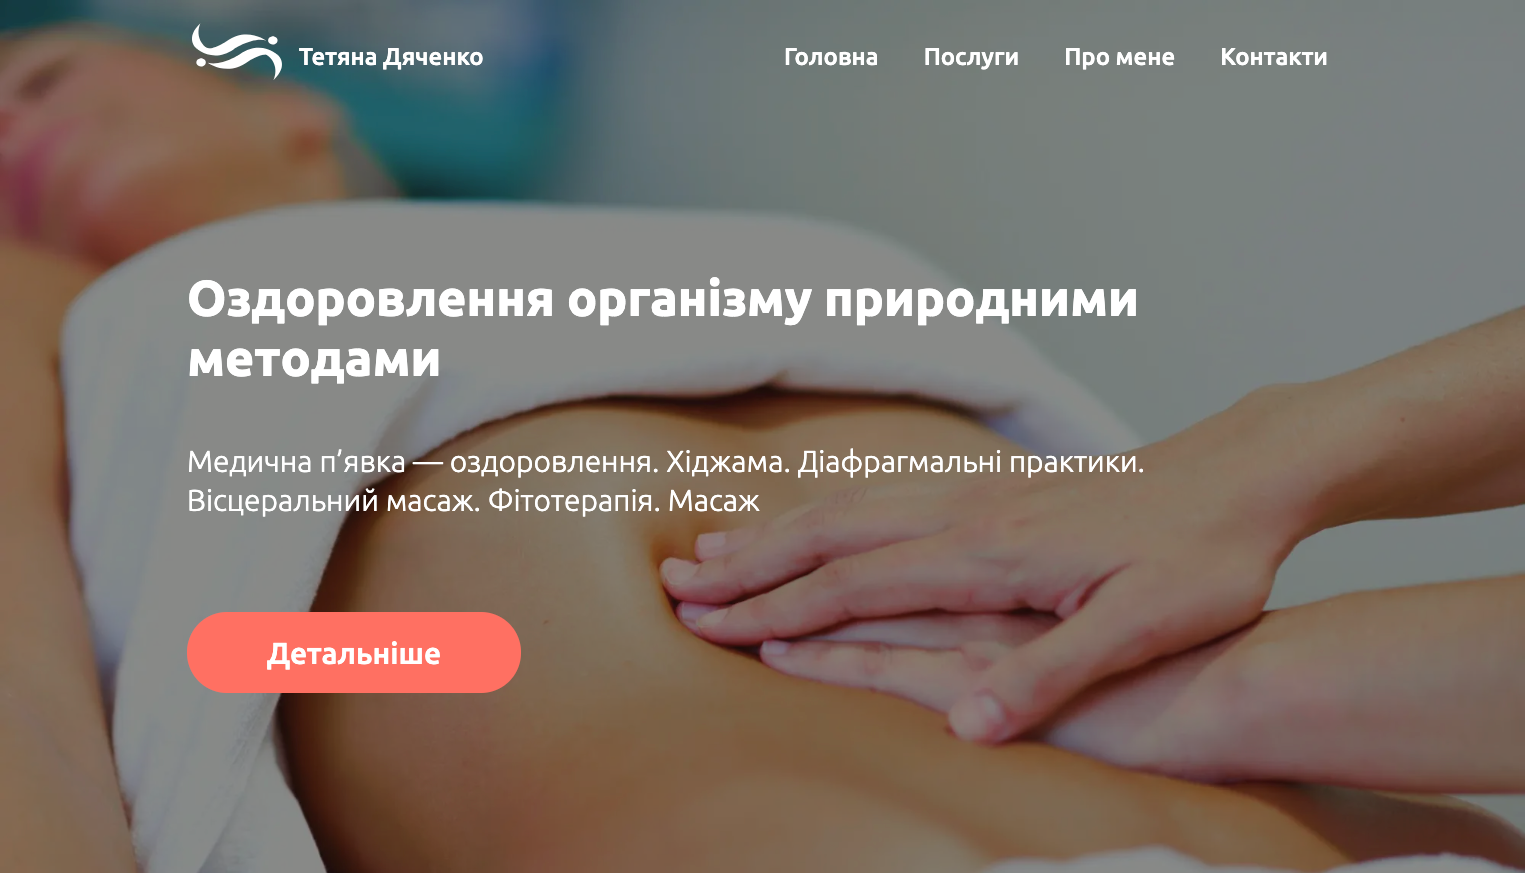 Тетяна Дяченко
Головна
Послуги
Про мене
Контакти
Оздоровлення організму природними
методами
Медична п’явка — оздоровлення. Хіджама. Діафрагмальні практики.
Вісцеральний масаж. Фітотерапія. Масаж
Детальніше